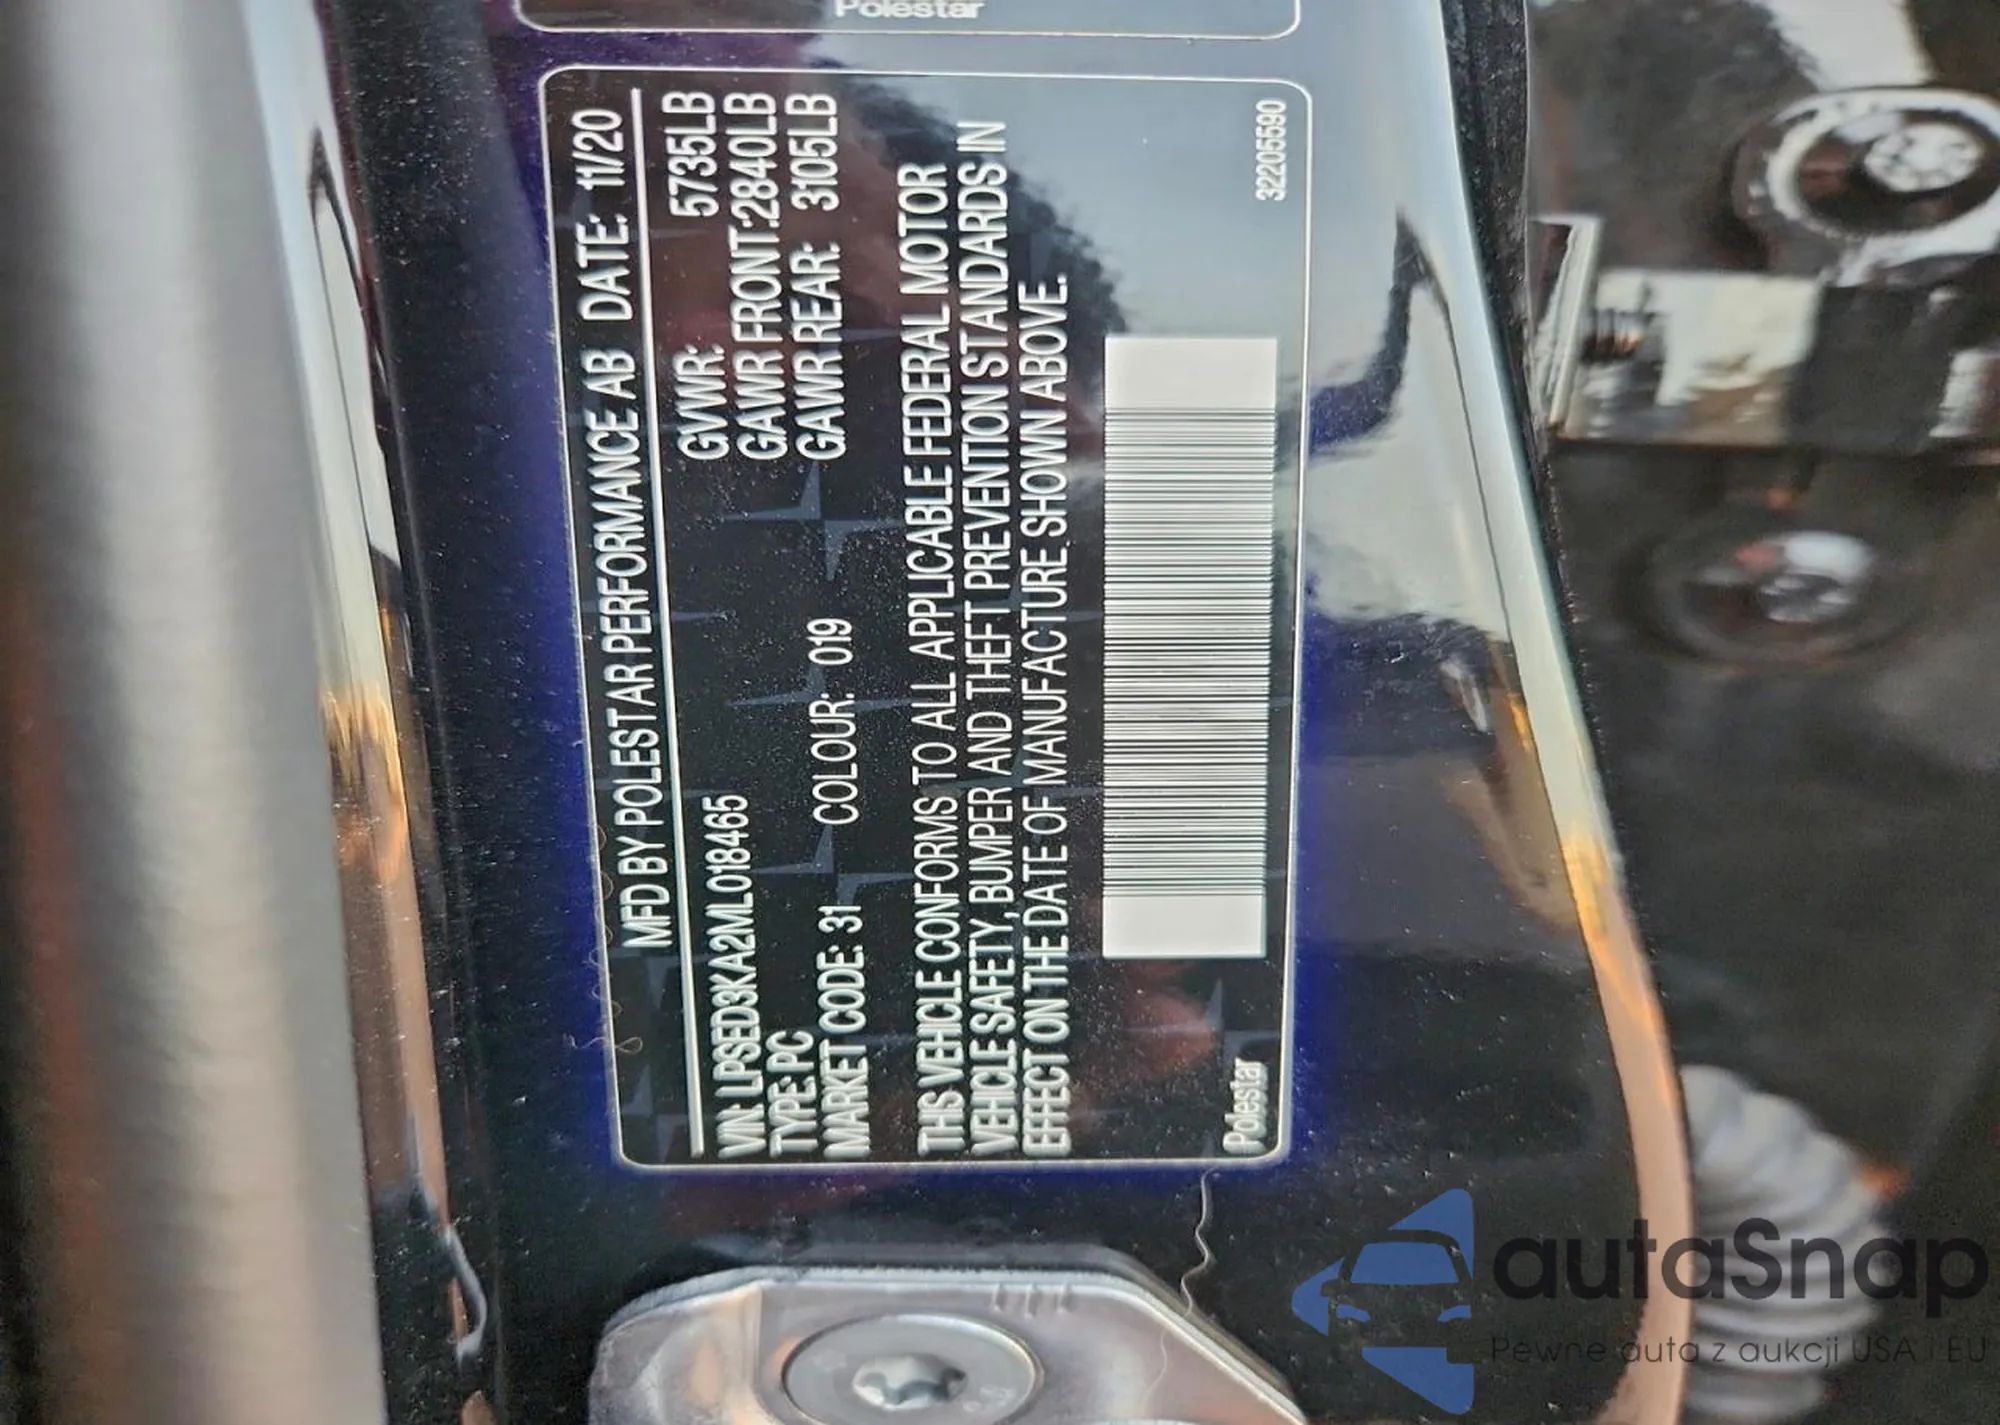 Polestar
MFD BY POLESTAR PERFORMANCE AB DATE: 11/20
VIN: LPSED3KA2ML018465 GVWR: 5735LB
TYPE: PC GAWR FRONT:2840LB
MARKET CODE: 31 COLOUR: 019 GAWR REAR: 3105LB
THIS VEHICLE CONFORMS TO ALL APPLICABLE FEDERAL MOTOR
VEHICLE SAFETY, BUMPER AND THEFT PREVENTION STANDARDS IN
EFFECT ON THE DATE OF MANUFACTURE SHOWN ABOVE.
Polestar 32205590
autaSnap
Pewne auta z aukcji USA i EU